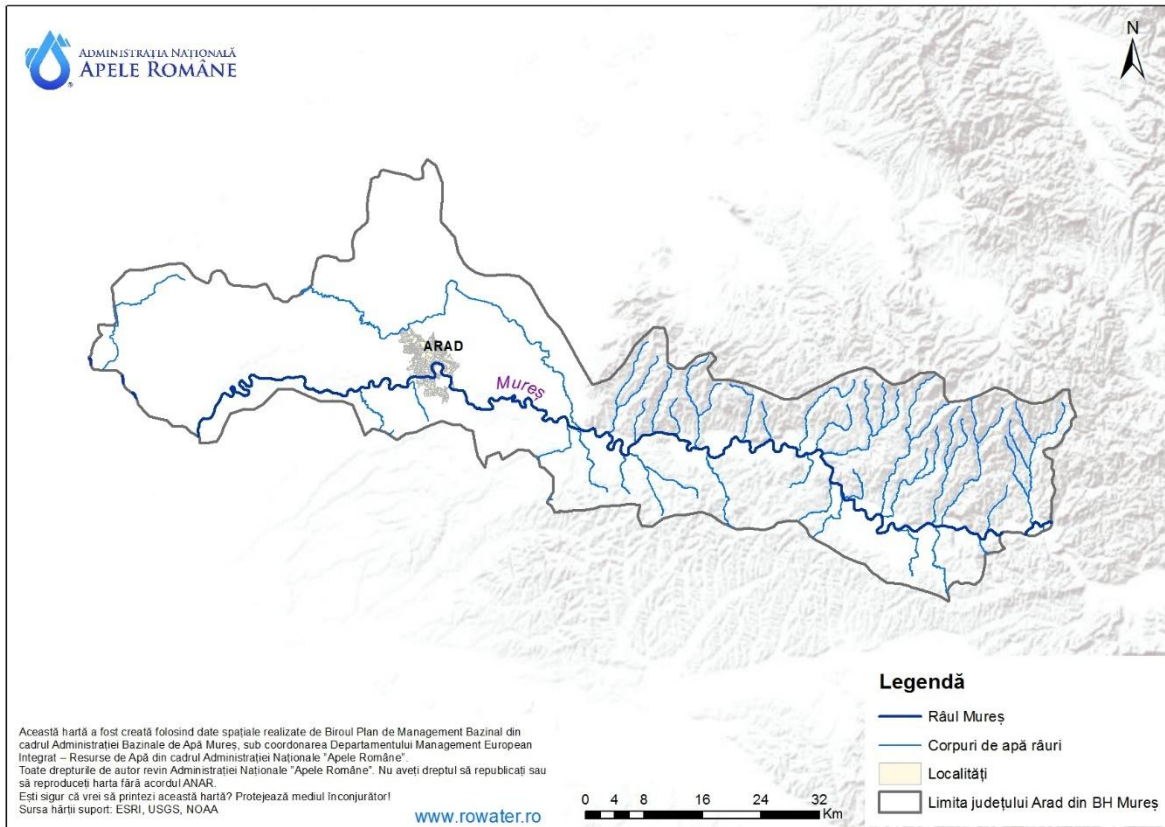 ADMINISTRAȚIA NAȚIONALĂ
APELE ROMÂNE
®
N
ARAD
Mureș
Legendă
Râul Mureș
Corpuri de apă râuri
Localități
Limita județului Arad din BH Mureș
Această hartă a fost creată folosind date spațiale realizate de Biroul Plan de Management Bazinal din
cadrul Administrației Bazinale de Apă Mureș, sub coordonarea Departamentului Management European
Integrat – Resurse de Apă din cadrul Administrației Naționale "Apele Române".
Toate drepturile de autor revin Administrației Naționale "Apele Române". Nu aveți dreptul să republicați sau
să reproduceți harta fără acordul ANAR.
Ești sigur că vrei să printezi această hartă? Protejează mediul înconjurător!
Sursa hărții suport: ESRI, USGS, NOAA
www.rowater.ro
0 4 8 16 24 32
Km